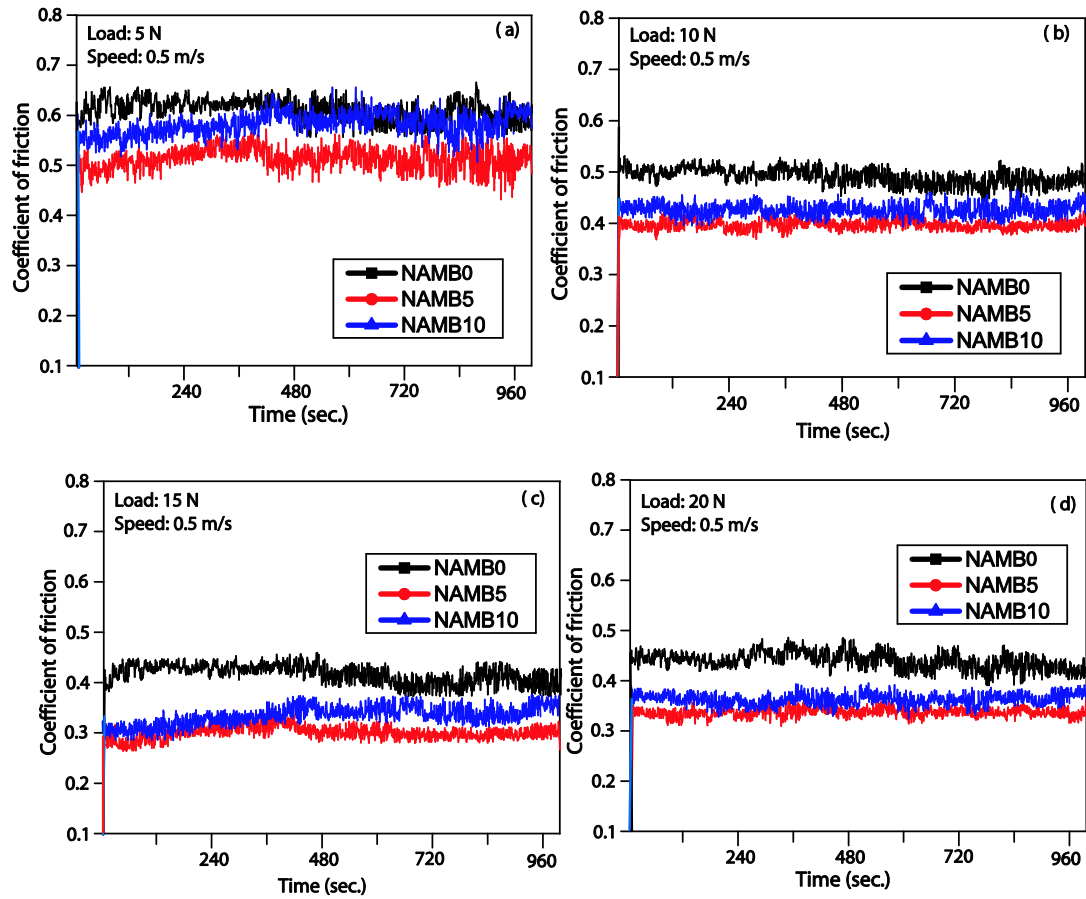 0.8
0.7
0.6
0.5
0.4
0.3
0.2
0.1
Coefficient of friction
Load: 5 N
Speed: 0.5 m/s
( a)
NAMB0
NAMB5
NAMB10
240 480 720 960
Time (sec.)
0.8
0.7
0.6
0.5
0.4
0.3
0.2
0.1
Coefficient of friction
Load: 10 N
Speed: 0.5 m/s
( b)
NAMB0
NAMB5
NAMB10
240 480 720 960
Time (sec.)
0.8
0.7
0.6
0.5
0.4
0.3
0.2
0.1
Coefficient of friction
Load: 15 N
Speed: 0.5 m/s
( c)
NAMB0
NAMB5
NAMB10
240 480 720 960
Time (sec.)
0.8
0.7
0.6
0.5
0.4
0.3
0.2
0.1
Coefficient of friction
Load: 20 N
Speed: 0.5 m/s
( d)
NAMB0
NAMB5
NAMB10
240 480 720 960
Time (sec.)